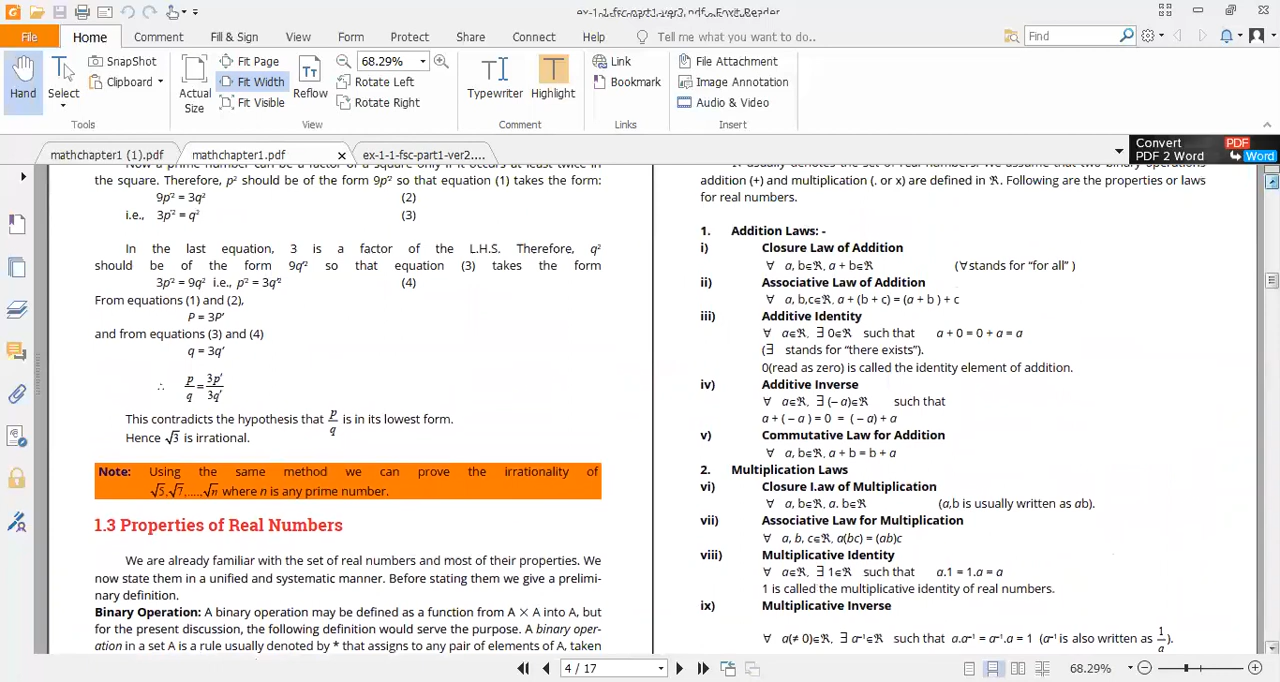 ex-1-1-fsc-part1-ver3.pdf - Foxit Reader
File Home Comment Fill & Sign View Form Protect Share Connect Help Tell me what you want to do.. Find
Hand
Select
SnapShot
Clipboard
Tools
Actual Size
Fit Page
Fit Width
Fit Visible
Reflow
68.29%
Rotate Left
Rotate Right
View
Typewriter
Highlight
Comment
Link
Bookmark
Links
File Attachment
Image Annotation
Audio & Video
Insert
mathchapter1 (1).pdf mathchapter1.pdf ex-1-1-fsc-part1-ver2....
Convert PDF
PDF 2 Word Word
the square. Therefore, p² should be of the form 9p′² so that equation (1) takes the form:
9p′² = 3q² (2)
i.e., 3p′² = q² (3)
In the last equation, 3 is a factor of the L.H.S. Therefore, q²
should be of the form 9q′² so that equation (3) takes the form
3p′² = 9q′² i.e., p′² = 3q′² (4)
From equations (1) and (2),
P = 3P′
and from equations (3) and (4)
q = 3q′
∴ p/q = 3p′/3q′
This contradicts the hypothesis that p/q is in its lowest form.
Hence √3 is irrational.
Note: Using the same method we can prove the irrationality of
√5,√7,....,√n where n is any prime number.
1.3 Properties of Real Numbers
We are already familiar with the set of real numbers and most of their properties. We
now state them in a unified and systematic manner. Before stating them we give a prelimi-
nary definition.
Binary Operation: A binary operation may be defined as a function from A × A into A, but
for the present discussion, the following definition would serve the purpose. A binary oper-
ation in a set A is a rule usually denoted by * that assigns to any pair of elements of A, taken
addition (+) and multiplication (. or x) are defined in ℜ. Following are the properties or laws
for real numbers.
1. Addition Laws: -
i) Closure Law of Addition
∀ a, b∈ℜ, a + b∈ℜ (∀stands for "for all" )
ii) Associative Law of Addition
∀ a, b,c∈ℜ, a + (b + c) = (a + b ) + c
iii) Additive Identity
∀ a∈ℜ, ∃ 0∈ℜ such that a + 0 = 0 + a = a
(∃ stands for "there exists").
0(read as zero) is called the identity element of addition.
iv) Additive Inverse
∀ a∈ℜ, ∃ (− a)∈ℜ such that
a + ( − a ) = 0 = ( − a) + a
v) Commutative Law for Addition
∀ a, b∈ℜ, a + b = b + a
2. Multiplication Laws
vi) Closure I.aw of Multiplication
∀ a, b∈ℜ, a. b∈ℜ (a,b is usually written as ab).
vii) Associative Law for Multiplication
∀ a, b, c∈ℜ, a(bc) = (ab)c
viii) Multiplicative Identity
∀ a∈ℜ, ∃ 1∈ℜ such that a.1 = 1.a = a
1 is called the multiplicative identity of real numbers.
ix) Multiplicative Inverse
∀ a(≠ 0)∈ℜ, ∃ a⁻¹∈ℜ such that a.a⁻¹ = a⁻¹.a = 1 (a⁻¹ is also written as 1/a).
4 / 17
68.29%